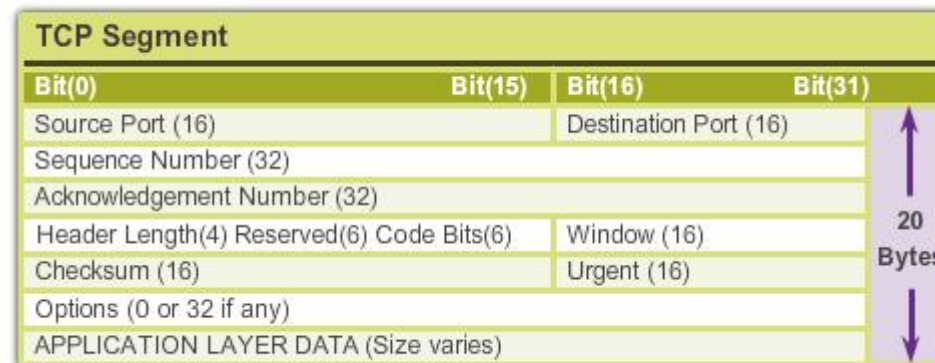 TCP Segment
Bit(0) Bit(15) Bit(16) Bit(31)
Source Port (16) Destination Port (16)
Sequence Number (32)
Acknowledgement Number (32)
Header Length(4) Reserved(6) Code Bits(6) Window (16)
20
Bytes
Checksum (16) Urgent (16)
Options (0 or 32 if any)
APPLICATION LAYER DATA (Size varies)